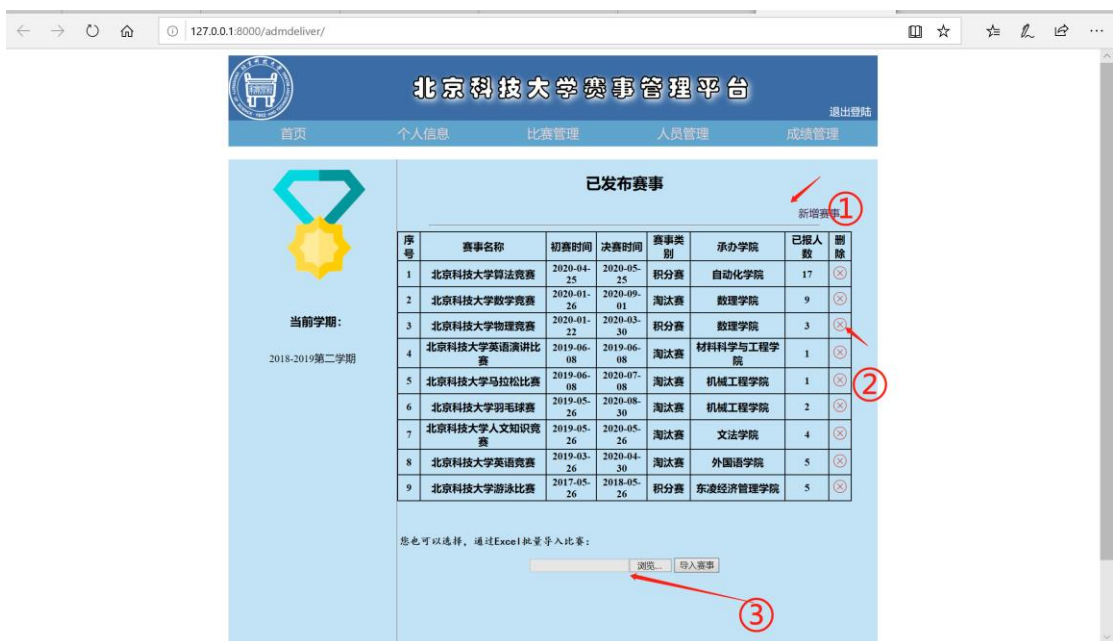 127.0.0.1:8000/admdeliver/
北京科技大学赛事管理平台
退出登陆
首页 个人信息 比赛管理 人员管理 成绩管理
已发布赛事
① 新增赛事
序号 赛事名称 初赛时间 决赛时间 赛事类别 承办学院 已报人数 删除
1 北京科技大学算法竞赛 2020-04-25 2020-05-25 积分赛 自动化学院 17
2 北京科技大学数学竞赛 2020-01-26 2020-09-01 淘汰赛 数理学院 9
3 北京科技大学物理竞赛 2020-01-22 2020-03-30 积分赛 数理学院 3
4 北京科技大学英语演讲比赛 2019-06-08 2019-06-08 淘汰赛 材料科学与工程学院 1
5 北京科技大学马拉松比赛 2019-06-08 2020-07-08 淘汰赛 机械工程学院 1
②
6 北京科技大学羽毛球赛 2019-05-26 2020-08-30 淘汰赛 机械工程学院 2
7 北京科技大学人文知识竞赛 2019-05-26 2020-05-26 淘汰赛 文法学院 4
8 北京科技大学英语竞赛 2019-03-26 2020-04-30 淘汰赛 外国语学院 5
9 北京科技大学游泳比赛 2017-05-26 2018-05-26 积分赛 东凌经济管理学院 5
当前学期：
2018-2019第二学期
您也可以选择，通过Excel批量导入比赛：
浏览... 导入赛事
③